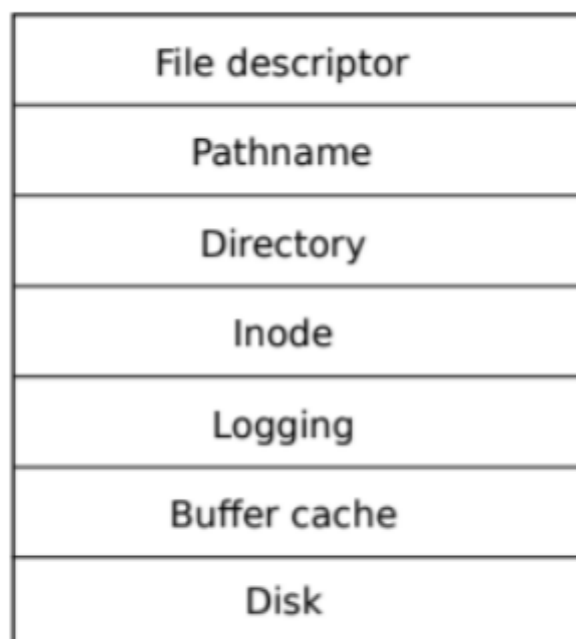 File descriptor
Pathname
Directory
Inode
Logging
Buffer cache
Disk